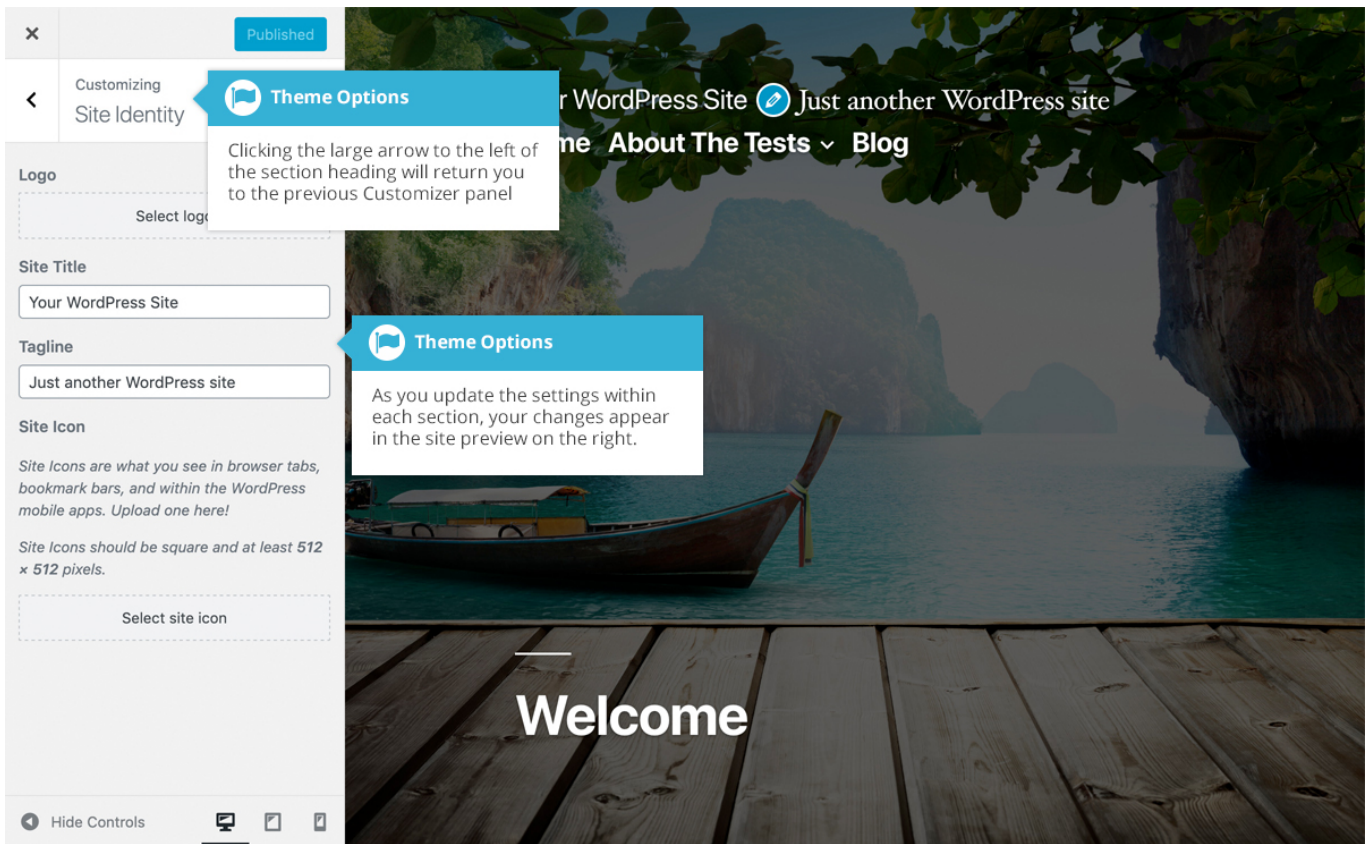 Published
Customizing
Site Identity
Theme Options
Clicking the large arrow to the left of
the section heading will return you
to the previous Customizer panel
Logo
Select logo
Site Title
Your WordPress Site
Tagline
Just another WordPress site
Theme Options
As you update the settings within
each section, your changes appear
in the site preview on the right.
Site Icon
Site Icons are what you see in browser tabs,
bookmark bars, and within the WordPress
mobile apps. Upload one here!
Site Icons should be square and at least 512
× 512 pixels.
Select site icon
Hide Controls
r WordPress Site Just another WordPress site
me About The Tests Blog
Welcome